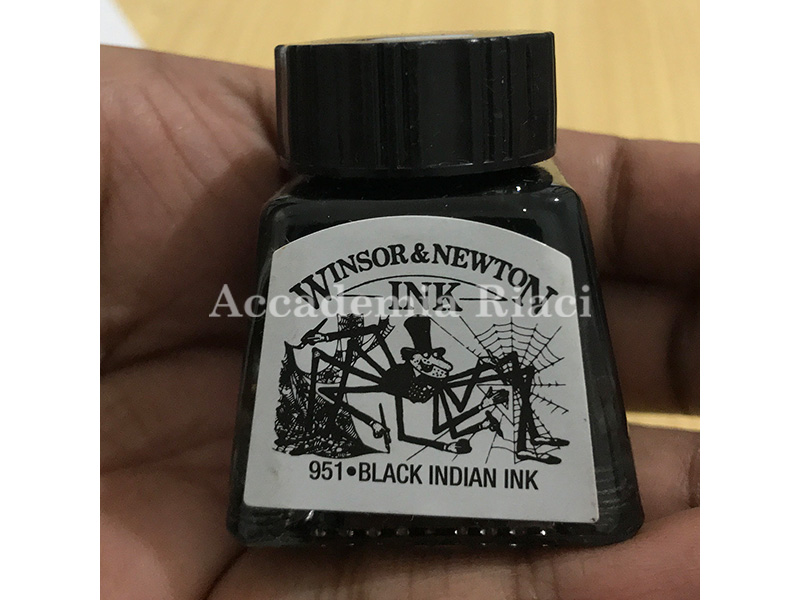 WINSOR & NEWTON
INK
Accademia Riaci
951•BLACK INDIAN INK